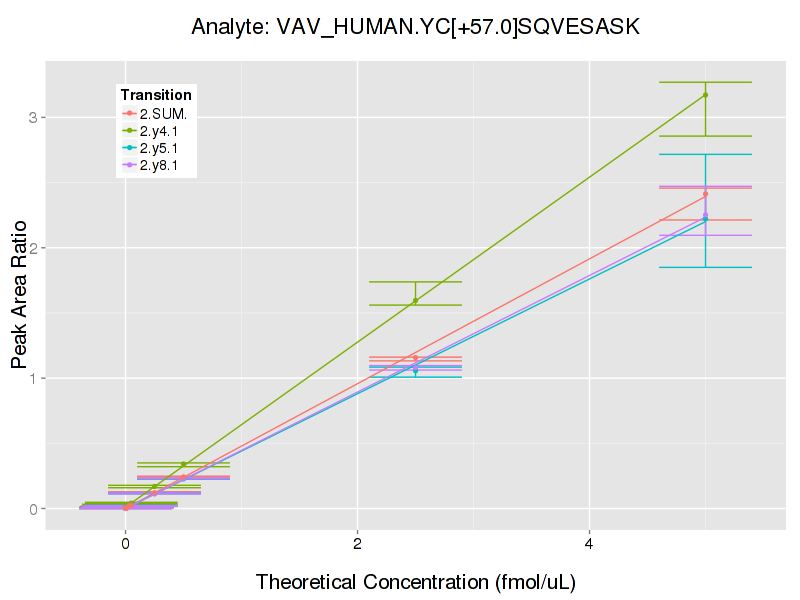 Analyte: VAV_HUMAN.YC[+57.0]SQVESASK
Transition
2.SUM.
2.y4.1
2.y5.1
2.y8.1
Peak Area Ratio
3
2
1
0
0 2 4
Theoretical Concentration (fmol/uL)